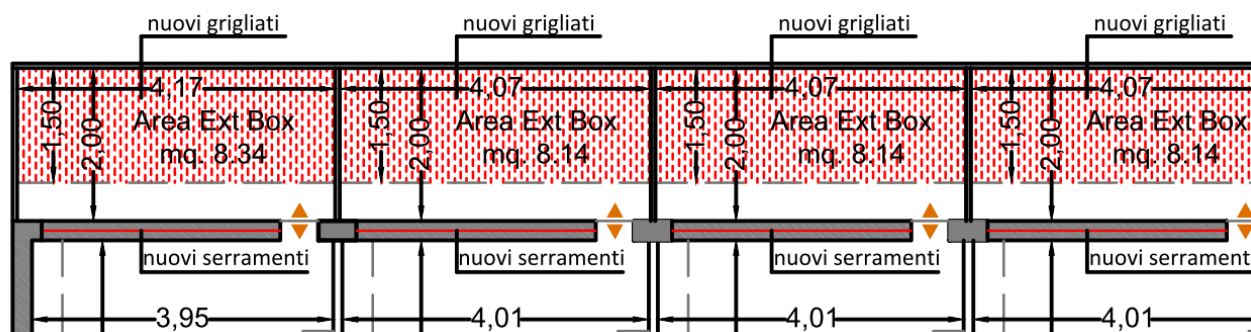 nuovi grigliati
nuovi grigliati
nuovi grigliati
nuovi grigliati
4,17
4,07
4,07
4,07
1,50
2,00
Area Ext Box
mq. 8.34
1,50
2,00
Area Ext Box
mq. 8.14
1,50
2,00
Area Ext Box
mq. 8.14
1,50
2,00
Area Ext Box
mq. 8.14
nuovi serramenti
nuovi serramenti
nuovi serramenti
nuovi serramenti
3,95
4,01
4,01
4,01